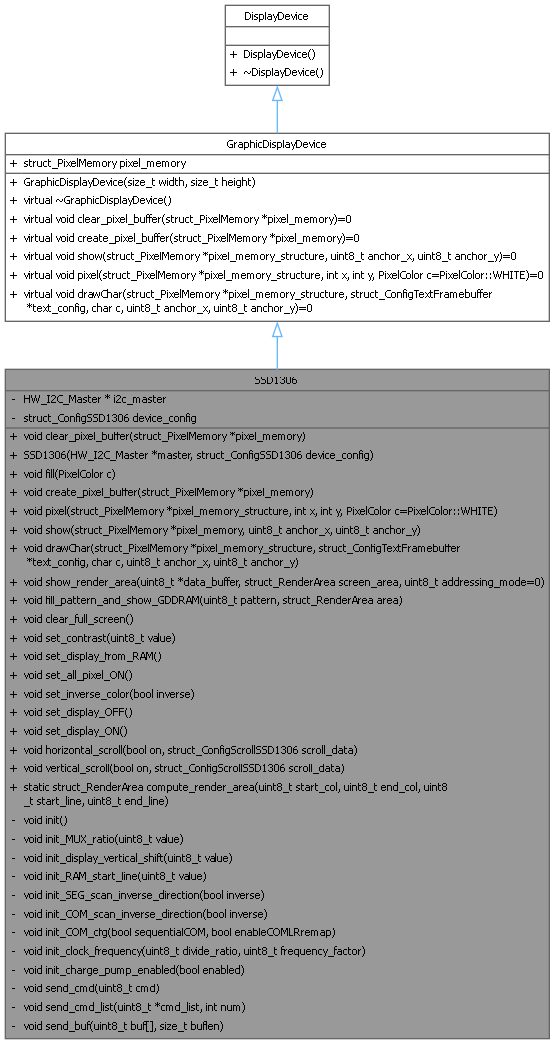 DisplayDevice
+ DisplayDevice()
+ ~DisplayDevice()
GraphicDisplayDevice
+ struct_PixelMemory pixel_memory
+ GraphicDisplayDevice(size_t width, size_t height)
+ virtual ~GraphicDisplayDevice()
+ virtual void clear_pixel_buffer(struct_PixelMemory *pixel_memory)=0
+ virtual void create_pixel_buffer(struct_PixelMemory *pixel_memory)=0
+ virtual void show(struct_PixelMemory *pixel_memory_structure, uint8_t anchor_x, uint8_t anchor_y)=0
+ virtual void pixel(struct_PixelMemory *pixel_memory_structure, int x, int y, PixelColor c=PixelColor::WHITE)=0
+ virtual void drawChar(struct_PixelMemory *pixel_memory_structure, struct_ConfigTextFramebuffer
*text_config, char c, uint8_t anchor_x, uint8_t anchor_y)=0
SSD1306
- HW_I2C_Master * i2c_master
- struct_ConfigSSD1306 device_config
+ void clear_pixel_buffer(struct_PixelMemory *pixel_memory)
+ SSD1306(HW_I2C_Master *master, struct_ConfigSSD1306 device_config)
+ void fill(PixelColor c)
+ void create_pixel_buffer(struct_PixelMemory *pixel_memory)
+ void pixel(struct_PixelMemory *pixel_memory_structure, int x, int y, PixelColor c=PixelColor::WHITE)
+ void show(struct_PixelMemory *pixel_memory, uint8_t anchor_x, uint8_t anchor_y)
+ void drawChar(struct_PixelMemory *pixel_memory_structure, struct_ConfigTextFramebuffer
*text_config, char c, uint8_t anchor_x, uint8_t anchor_y)
+ void show_render_area(uint8_t *data_buffer, struct_RenderArea screen_area, uint8_t addressing_mode=0)
+ void fill_pattern_and_show_GDDRAM(uint8_t pattern, struct_RenderArea area)
+ void clear_full_screen()
+ void set_contrast(uint8_t value)
+ void set_display_from_RAM()
+ void set_all_pixel_ON()
+ void set_inverse_color(bool inverse)
+ void set_display_OFF()
+ void set_display_ON()
+ void horizontal_scroll(bool on, struct_ConfigScrollSSD1306 scroll_data)
+ void vertical_scroll(bool on, struct_ConfigScrollSSD1306 scroll_data)
+ static struct_RenderArea compute_render_area(uint8_t start_col, uint8_t end_col, uint8
_t start_line, uint8_t end_line)
- void init()
- void init_MUX_ratio(uint8_t value)
- void init_display_vertical_shift(uint8_t value)
- void init_RAM_start_line(uint8_t value)
- void init_SEG_scan_inverse_direction(bool inverse)
- void init_COM_scan_inverse_direction(bool inverse)
- void init_COM_cfg(bool sequentialCOM, bool enableCOMLRremap)
- void init_clock_frequency(uint8_t divide_ratio, uint8_t frequency_factor)
- void init_charge_pump_enabled(bool enabled)
- void send_cmd(uint8_t cmd)
- void send_cmd_list(uint8_t *cmd_list, int num)
- void send_buf(uint8_t buf[], size_t buflen)